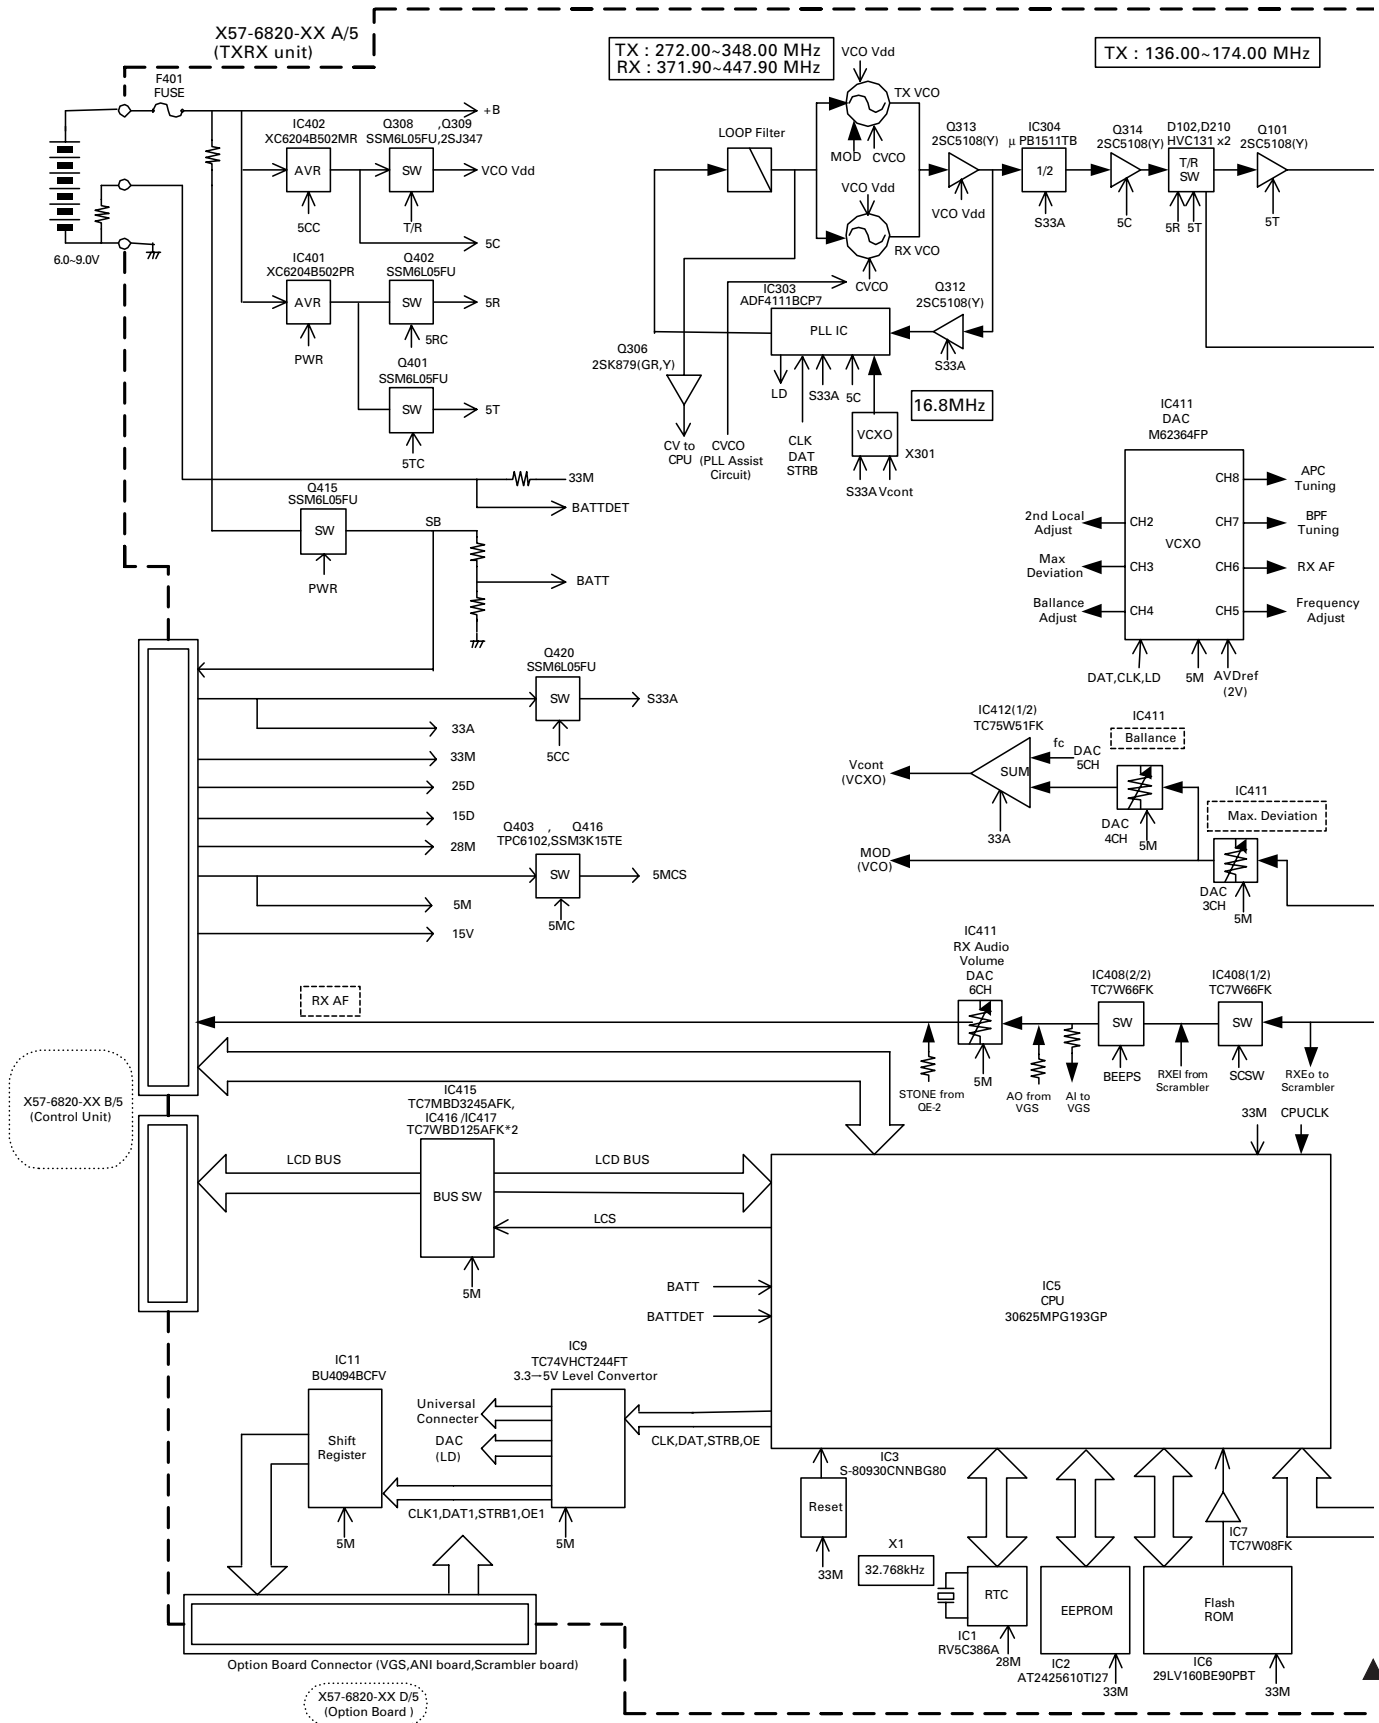 X57-6820-XX A/5
(TXRX unit)
F401
FUSE
+B
6.0~9.0V
IC402
XC6204B502MR
AVR
5CC
Q308 ,Q309
SSM6L05FU,2SJ347
SW
T/R
VCO Vdd
5C
IC401
XC6204B502PR
AVR
PWR
Q402
SSM6L05FU
SW
5RC
5R
Q401
SSM6L05FU
SW
5TC
5T
33M
BATTDET
Q415
SSM6L05FU
SW
PWR
SB
BATT
TX : 272.00~348.00 MHz
RX : 371.90~447.90 MHz
TX : 136.00~174.00 MHz
LOOP Filter
VCO Vdd
TX VCO
MOD
CVCO
VCO Vdd
RX VCO
CVCO
Q313
2SC5108(Y)
VCO Vdd
IC304
μ PB1511TB
1/2
S33A
Q314
2SC5108(Y)
5C
D102,D210
HVC131 x2
T/R
SW
5R
5T
Q101
2SC5108(Y)
5T
IC303
ADF4111BCP7
PLL IC
Q312
2SC5108(Y)
S33A
Q306
2SK879(GR,Y)
LD
S33A
5C
16.8MHz
CV to
CPU
CVCO
(PLL Assist
Circuit)
CLK
DAT
STRB
VCXO
X301
S33A
Vcont
IC411
DAC
M62364FP
CH8
APC
Tuning
2nd Local
Adjust
CH2
CH7
BPF
Tuning
VCXO
Max
Deviation
CH3
CH6
RX AF
Ballance
Adjust
CH4
CH5
Frequency
Adjust
DAT,CLK,LD
5M
AVDref
(2V)
Q420
SSM6L05FU
SW
S33A
5CC
33A
33M
25D
15D
28M
Q403 , Q416
TPC6102,SSM3K15TE
SW
5MCS
5MC
5M
15V
IC412(1/2)
TC75W51FK
SUM
fc
DAC
5CH
IC411
Ballance
Vcont
(VCXO)
33A
DAC
4CH
5M
IC411
Max. Deviation
MOD
(VCO)
DAC
3CH
5M
RX AF
IC411
RX Audio
Volume
DAC
6CH
5M
STONE from
QE-2
AO from
VGS
AI to
VGS
IC408(2/2)
TC7W66FK
SW
BEEPS
RXEI from
Scrambler
IC408(1/2)
TC7W66FK
SW
SCSW
RXEo to
Scrambler
X57-6820-XX B/5
(Control Unit)
IC415
TC7MBD3245AFK,
IC416 /IC417
TC7WBD125AFK*2
LCD BUS
BUS SW
LCD BUS
LCS
5M
33M
CPUCLK
BATT
BATTDET
IC5
CPU
30625MPG193GP
IC11
BU4094BCFV
Shift
Register
5M
IC9
TC74VHCT244FT
3.3→5V Level Convertor
Universal
Connecter
DAC
(LD)
CLK,DAT,STRB,OE
CLK1,DAT1,STRB1,OE1
5M
IC3
S-80930CNNBG80
Reset
33M
X1
32.768kHz
RTC
IC1
RV5C386A
28M
EEPROM
IC2
AT2425610TI27
33M
IC7
TC7W08FK
Flash
ROM
IC6
29LV160BE90PBT
33M
Option Board Connector (VGS,ANI board,Scrambler board)
X57-6820-XX D/5
(Option Board )